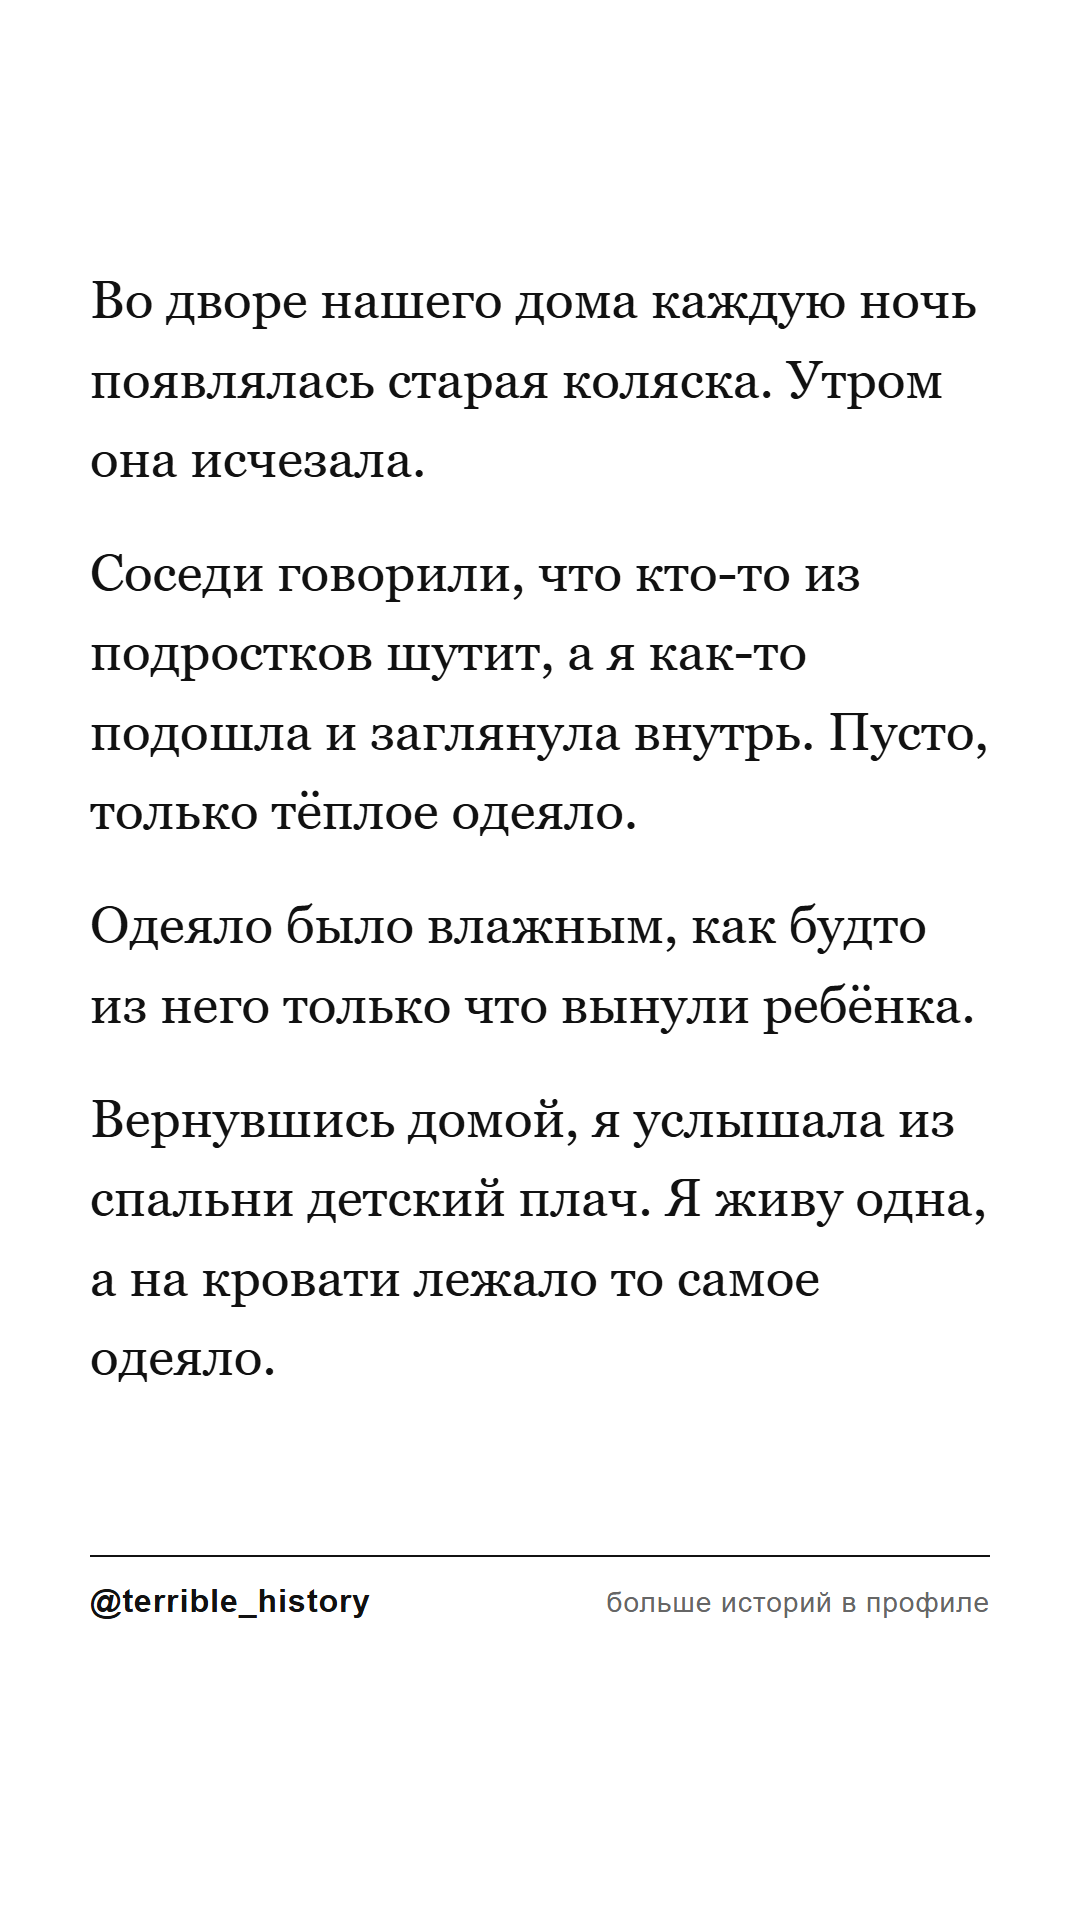 Во дворе нашего дома каждую ночь
появлялась старая коляска. Утром
она исчезала.
Соседи говорили, что кто-то из
подростков шутит, а я как-то
подошла и заглянула внутрь. Пусто,
только тёплое одеяло.
Одеяло было влажным, как будто
из него только что вынули ребёнка.
Вернувшись домой, я услышала из
спальни детский плач. Я живу одна,
а на кровати лежало то самое
одеяло.
@terrible_history
больше историй в профиле